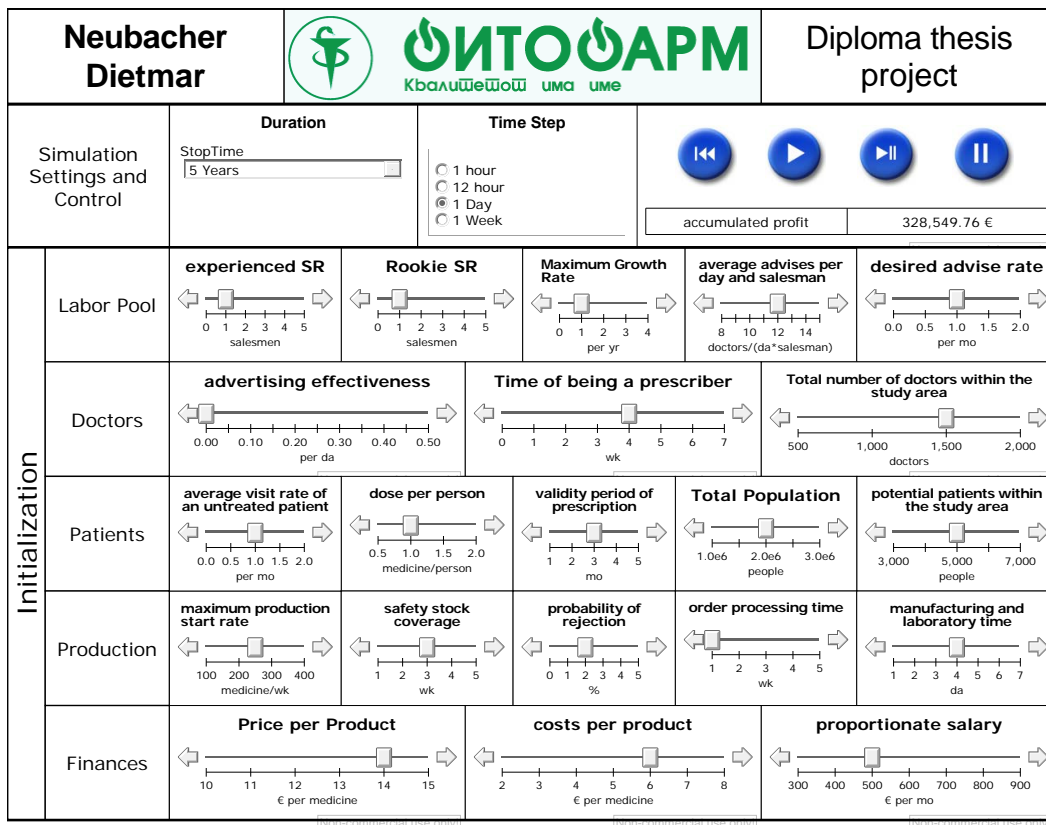 Neubacher
Dietmar
ФИТОФАРМ
Квалитетот има име
Diploma thesis
project
Simulation
Settings and
Control
Duration
StopTime
5 Years
Time Step
1 hour
12 hour
1 Day
1 Week
accumulated profit
328,549.76 €
Initialization
Labor Pool
experienced SR
0 1 2 3 4 5
salesmen
Rookie SR
0 1 2 3 4 5
salesmen
Maximum Growth
Rate
0 1 2 3 4
per yr
average advises per
day and salesman
8 10 12 14
doctors/(da*salesman)
desired advise rate
0.0 0.5 1.0 1.5 2.0
per mo
Doctors
advertising effectiveness
0.00 0.10 0.20 0.30 0.40 0.50
per da
Time of being a prescriber
0 1 2 3 4 5 6 7
wk
Total number of doctors within the
study area
500 1,000 1,500 2,000
doctors
Patients
average visit rate of
an untreated patient
0.0 0.5 1.0 1.5 2.0
per mo
dose per person
0.5 1.0 1.5 2.0
medicine/person
validity period of
prescription
1 2 3 4 5
mo
Total Population
1.0e6 2.0e6 3.0e6
people
potential patients within
the study area
3,000 5,000 7,000
people
Production
maximum production
start rate
100 200 300 400
medicine/wk
safety stock
coverage
1 2 3 4 5
wk
probability of
rejection
0 1 2 3 4 5
%
order processing time
1 2 3 4 5
wk
manufacturing and
laboratory time
1 2 3 4 5 6 7
da
Finances
Price per Product
10 11 12 13 14 15
€ per medicine
costs per product
2 3 4 5 6 7 8
€ per medicine
proportionate salary
300 400 500 600 700 800 900
€ per mo